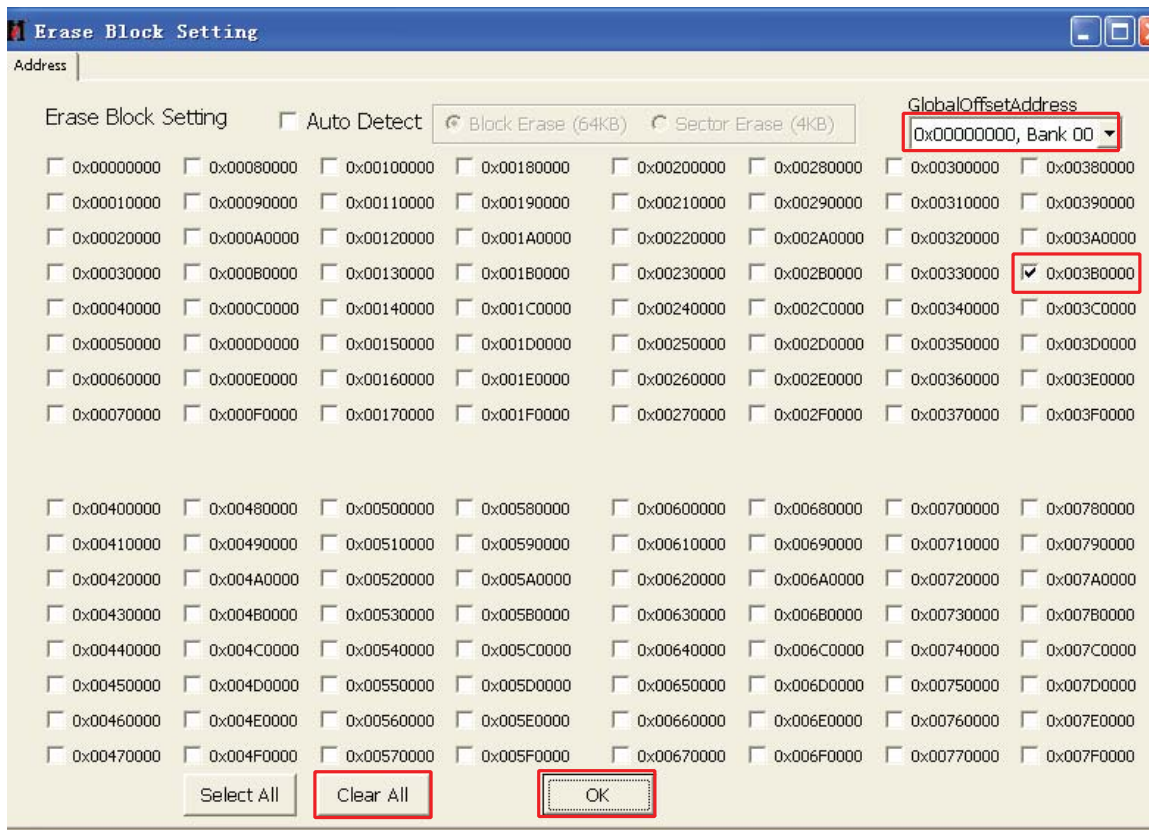 Erase Block Setting
Address
Erase Block Setting Auto Detect Block Erase (64KB) Sector Erase (4KB) GlobalOffsetAddress
0x00000000, Bank 00
0x00000000 0x00080000 0x00100000 0x00180000 0x00200000 0x00280000 0x00300000 0x00380000
0x00010000 0x00090000 0x00110000 0x00190000 0x00210000 0x00290000 0x00310000 0x00390000
0x00020000 0x000A0000 0x00120000 0x001A0000 0x00220000 0x002A0000 0x00320000 0x003A0000
0x00030000 0x000B0000 0x00130000 0x001B0000 0x00230000 0x002B0000 0x00330000 0x003B0000
0x00040000 0x000C0000 0x00140000 0x001C0000 0x00240000 0x002C0000 0x00340000 0x003C0000
0x00050000 0x000D0000 0x00150000 0x001D0000 0x00250000 0x002D0000 0x00350000 0x003D0000
0x00060000 0x000E0000 0x00160000 0x001E0000 0x00260000 0x002E0000 0x00360000 0x003E0000
0x00070000 0x000F0000 0x00170000 0x001F0000 0x00270000 0x002F0000 0x00370000 0x003F0000
0x00400000 0x00480000 0x00500000 0x00580000 0x00600000 0x00680000 0x00700000 0x00780000
0x00410000 0x00490000 0x00510000 0x00590000 0x00610000 0x00690000 0x00710000 0x00790000
0x00420000 0x004A0000 0x00520000 0x005A0000 0x00620000 0x006A0000 0x00720000 0x007A0000
0x00430000 0x004B0000 0x00530000 0x005B0000 0x00630000 0x006B0000 0x00730000 0x007B0000
0x00440000 0x004C0000 0x00540000 0x005C0000 0x00640000 0x006C0000 0x00740000 0x007C0000
0x00450000 0x004D0000 0x00550000 0x005D0000 0x00650000 0x006D0000 0x00750000 0x007D0000
0x00460000 0x004E0000 0x00560000 0x005E0000 0x00660000 0x006E0000 0x00760000 0x007E0000
0x00470000 0x004F0000 0x00570000 0x005F0000 0x00670000 0x006F0000 0x00770000 0x007F0000
Select All Clear All OK